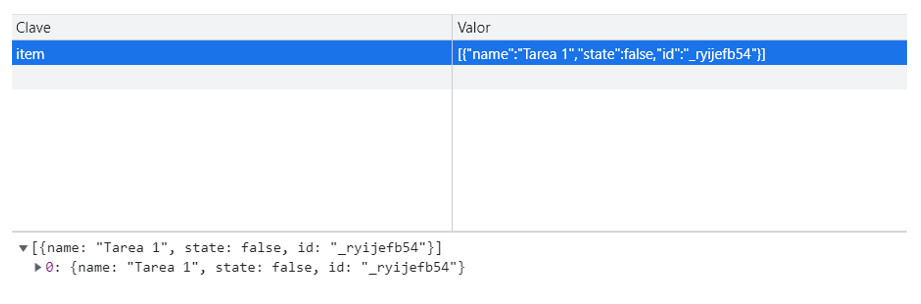 Clave Valor
item [{"name":"Tarea 1","state":false,"id":"_ryijefb54"}]
▼[{name: "Tarea 1", state: false, id: "_ryijefb54"}]
▶0: {name: "Tarea 1", state: false, id: "_ryijefb54"}